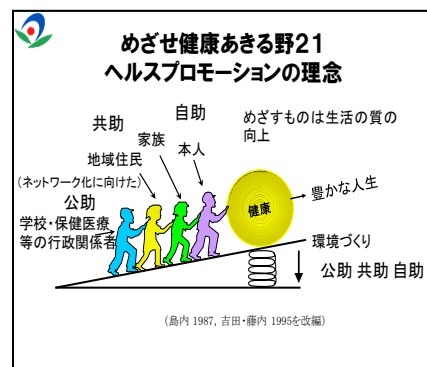 めざせ健康あきる野21
ヘルスプロモーションの理念
共助
自助
めざすものは生活の質の
向上
家族
地域住民
本人
(ネットワーク化に向けた)
公助
学校・保健医療
等の行政関係者
健康
豊かな人生
環境づくり
公助 共助 自助
(島内 1987, 吉田・藤内 1995を改編)